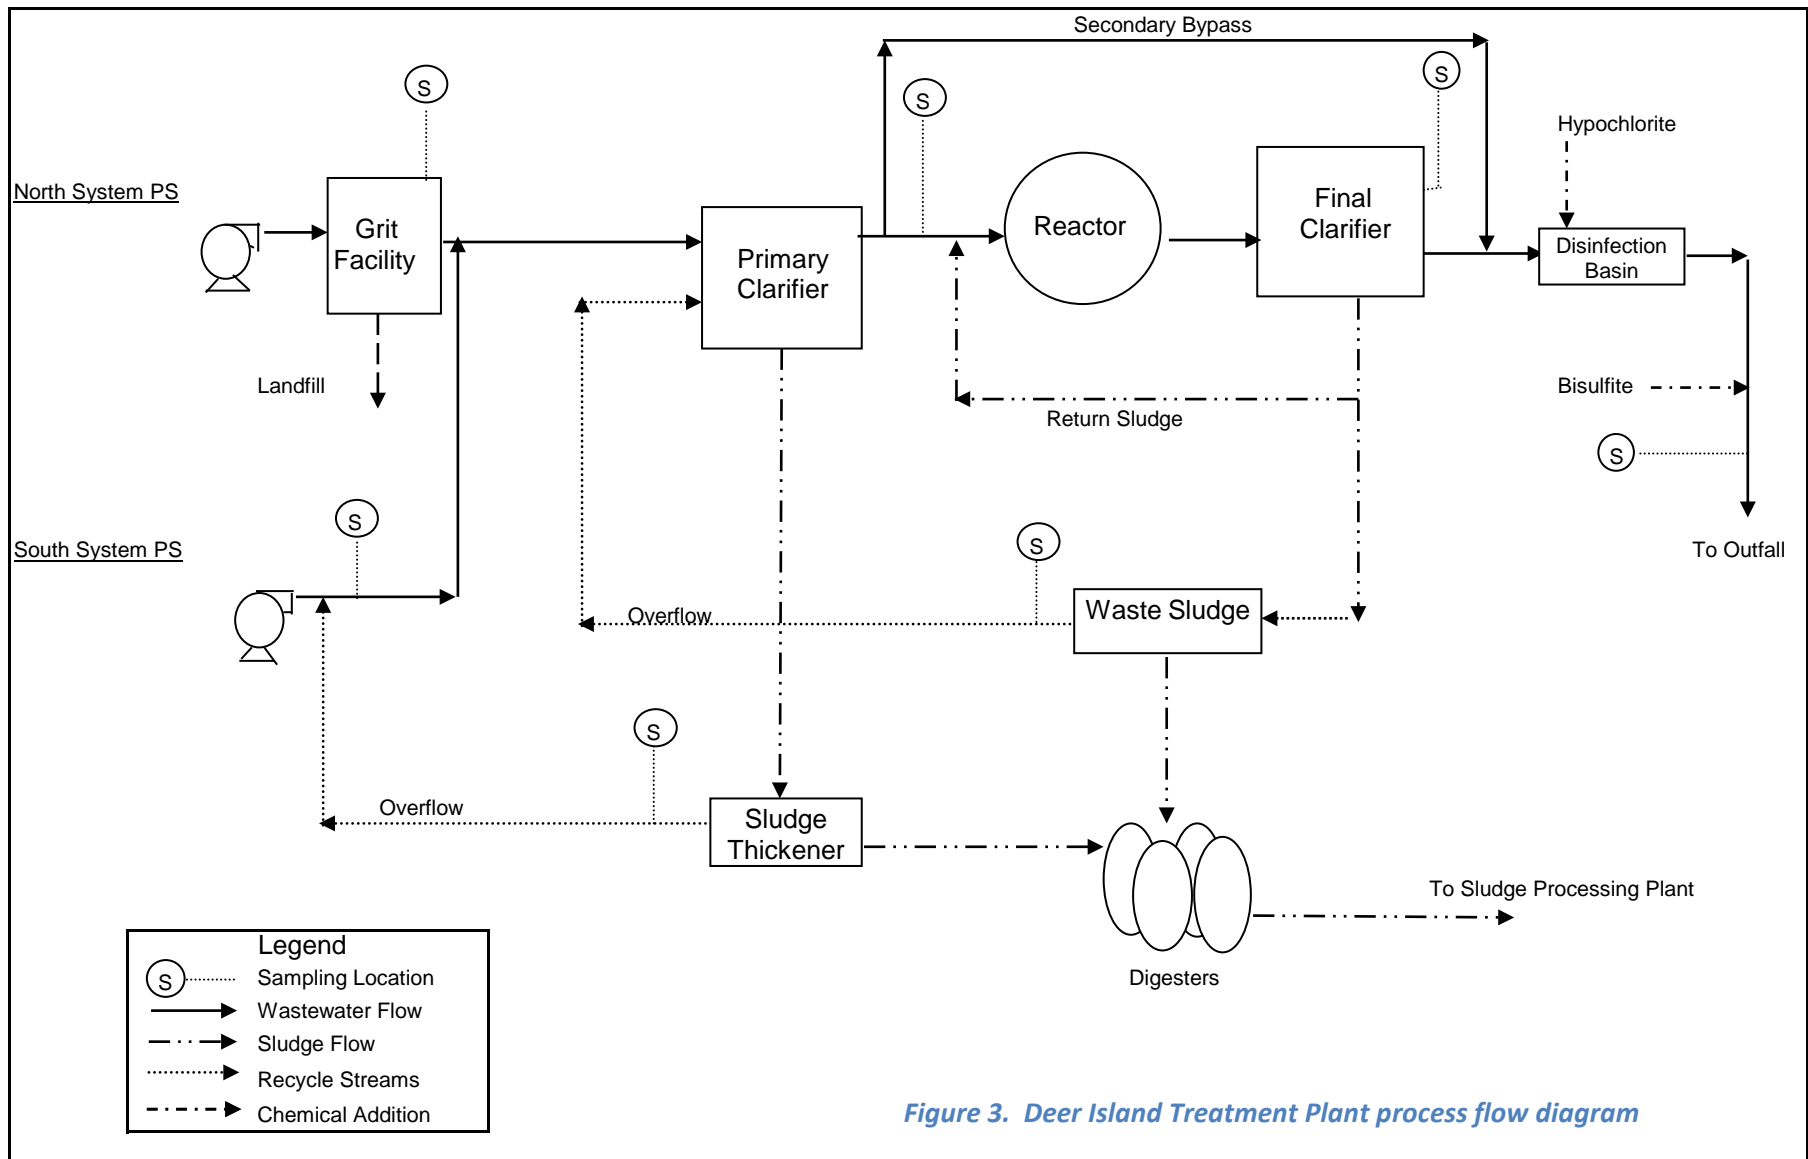 Secondary Bypass
S
S
S
Hypochlorite
North System PS
Grit
Facility
Primary
Clarifier
Reactor
Final
Clarifier
Disinfection
Basin
Landfill
Return Sludge
Bisulfite
S
S
South System PS
S
To Outfall
Overflow
Waste Sludge
S
Overflow
Sludge
Thickener
To Sludge Processing Plant
Digesters
Legend
S Sampling Location
Wastewater Flow
Sludge Flow
Recycle Streams
Chemical Addition
Figure 3. Deer Island Treatment Plant process flow diagram